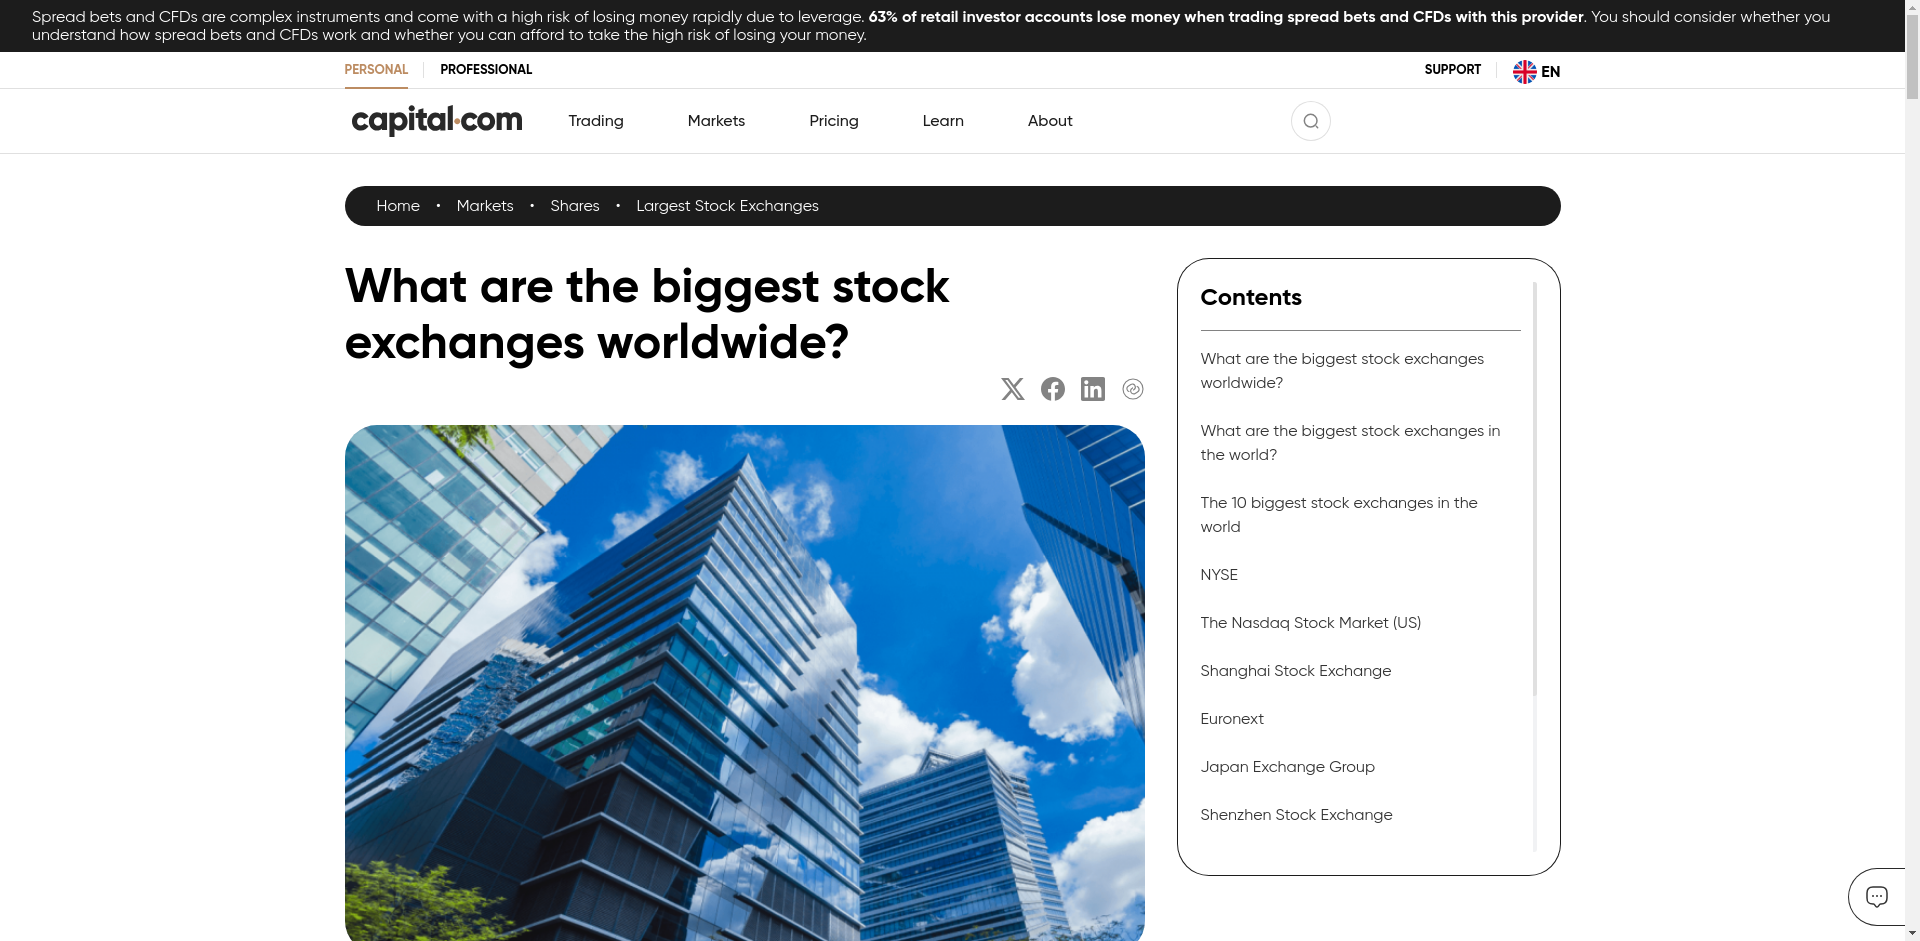 Spread bets and CFDs are complex instruments and come with a high risk of losing money rapidly due to leverage. 63% of retail investor accounts lose money when trading spread bets and CFDs with this provider. You should consider whether you
understand how spread bets and CFDs work and whether you can afford to take the high risk of losing your money.
PERSONAL PROFESSIONAL SUPPORT EN
capital.com Trading Markets Pricing Learn About
Home • Markets • Shares • Largest Stock Exchanges
What are the biggest stock
exchanges worldwide?
Contents
What are the biggest stock exchanges
worldwide?
What are the biggest stock exchanges in
the world?
The 10 biggest stock exchanges in the
world
NYSE
The Nasdaq Stock Market (US)
Shanghai Stock Exchange
Euronext
Japan Exchange Group
Shenzhen Stock Exchange